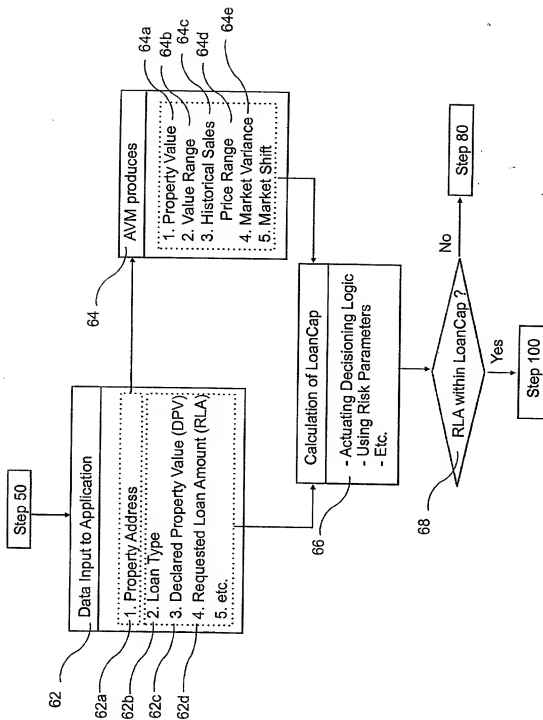 Step 50
62
Data Input to Application
62a
1. Property Address
62b
2. Loan Type
62c
3. Declared Property Value (DPV)
62d
4. Requested Loan Amount (RLA)
5. etc.
64
AVM produces
64a
1. Property Value
64b
2. Value Range
64c
3. Historical Sales
Price Range
64d
4. Market Variance
64e
5. Market Shift
66
Calculation of LoanCap
- Actuating Decisioning Logic
- Using Risk Parameters
- Etc.
68
RLA within LoanCap ?
No
Step 80
Yes
Step 100